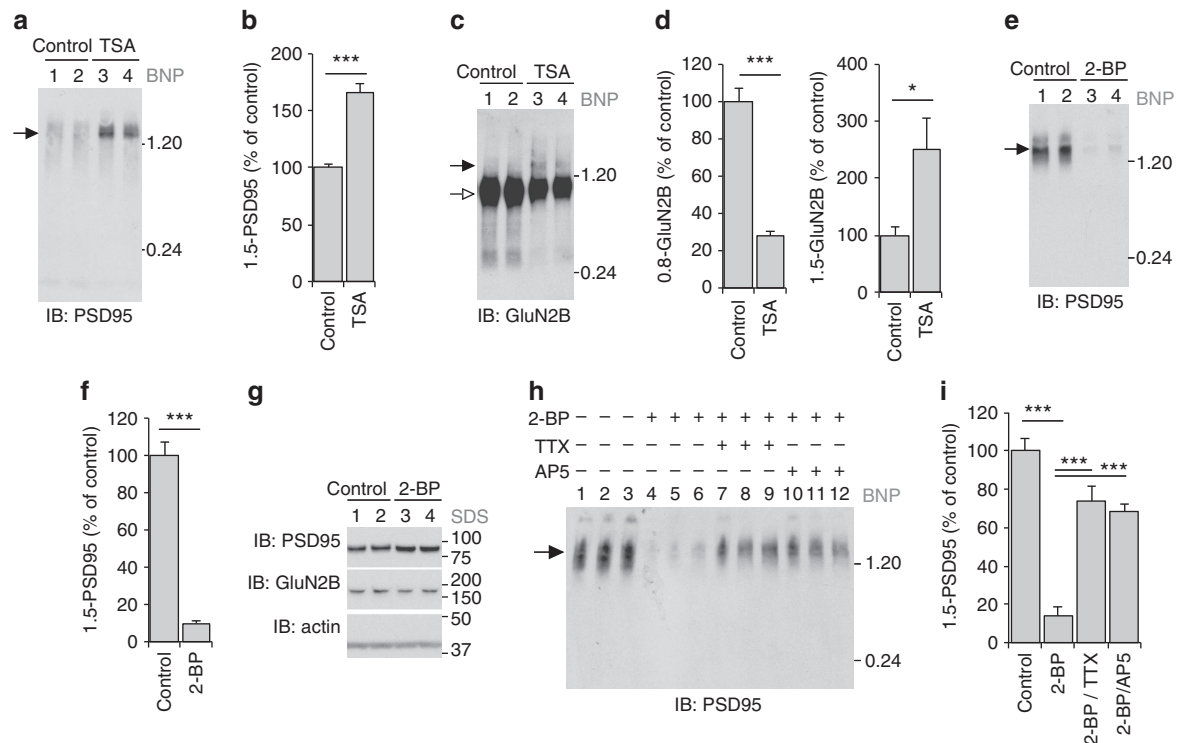 a
Control TSA
1 2 3 4 BNP
-1.20
-0.24
IB: PSD95
b
***
200
150
100
50
0
1.5-PSD95 (% of control)
Control
TSA
c
Control TSA
1 2 3 4 BNP
-1.20
-0.24
IB: GluN2B
d
***
120
100
80
60
40
20
0
0.8-GluN2B (% of control)
Control
TSA
*
400
300
200
100
0
1.5-GluN2B (% of control)
Control
TSA
e
Control 2-BP
1 2 3 4 BNP
-1.20
-0.24
IB: PSD95
f
***
120
100
80
60
40
20
0
1.5-PSD95 (% of control)
Control
2-BP
g
Control 2-BP
1 2 3 4 SDS
IB: PSD95
-100
-75
IB: GluN2B
-200
-150
IB: actin
-50
-37
h
2-BP – – – + + + + + + + + +
TTX – – – – – – + + + – – –
AP5 – – – – – – – – – + + +
1 2 3 4 5 6 7 8 9 10 11 12 BNP
- 1.20
- 0.24
IB: PSD95
i
***
*** ***
120
100
80
60
40
20
0
1.5-PSD95 (% of control)
Control
2-BP
2-BP / TTX
2-BP/AP5